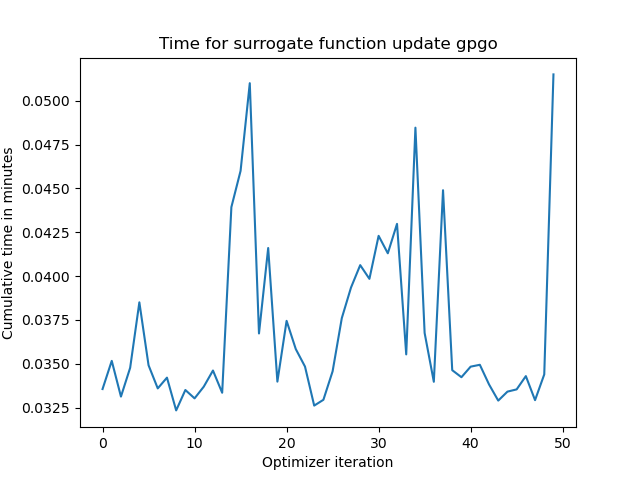 Time for surrogate function update gpgo
0.0500
0.0475
0.0450
0.0425
0.0400
0.0375
0.0350
0.0325
Cumulative time in minutes
0 10 20 30 40 50
Optimizer iteration